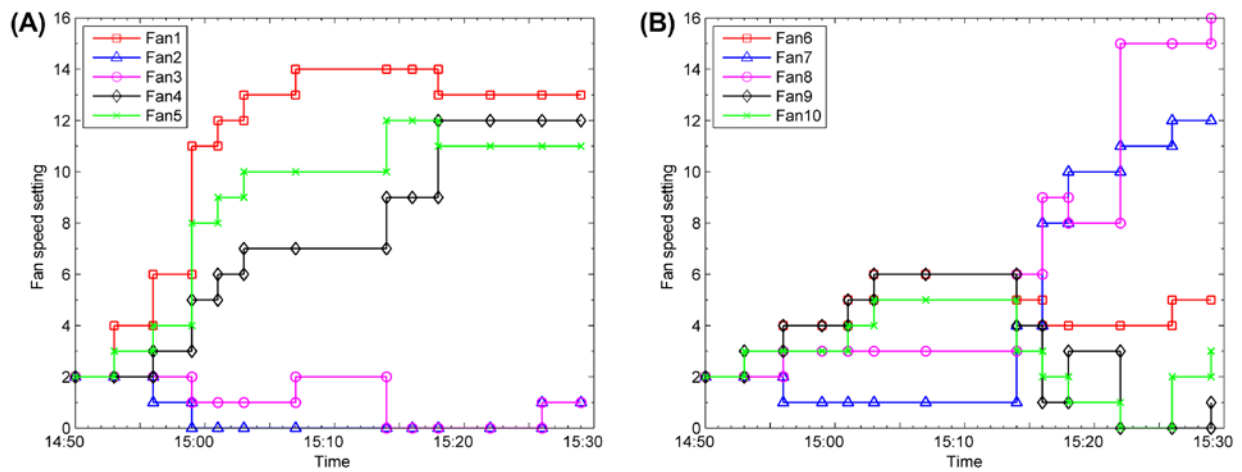 (A)
16
14
12
10
8
6
4
2
0
Fan speed setting
Fan1
Fan2
Fan3
Fan4
Fan5
14:50
15:00
15:10
15:20
15:30
Time
(B)
16
14
12
10
8
6
4
2
0
Fan speed setting
Fan6
Fan7
Fan8
Fan9
Fan10
14:50
15:00
15:10
15:20
15:30
Time